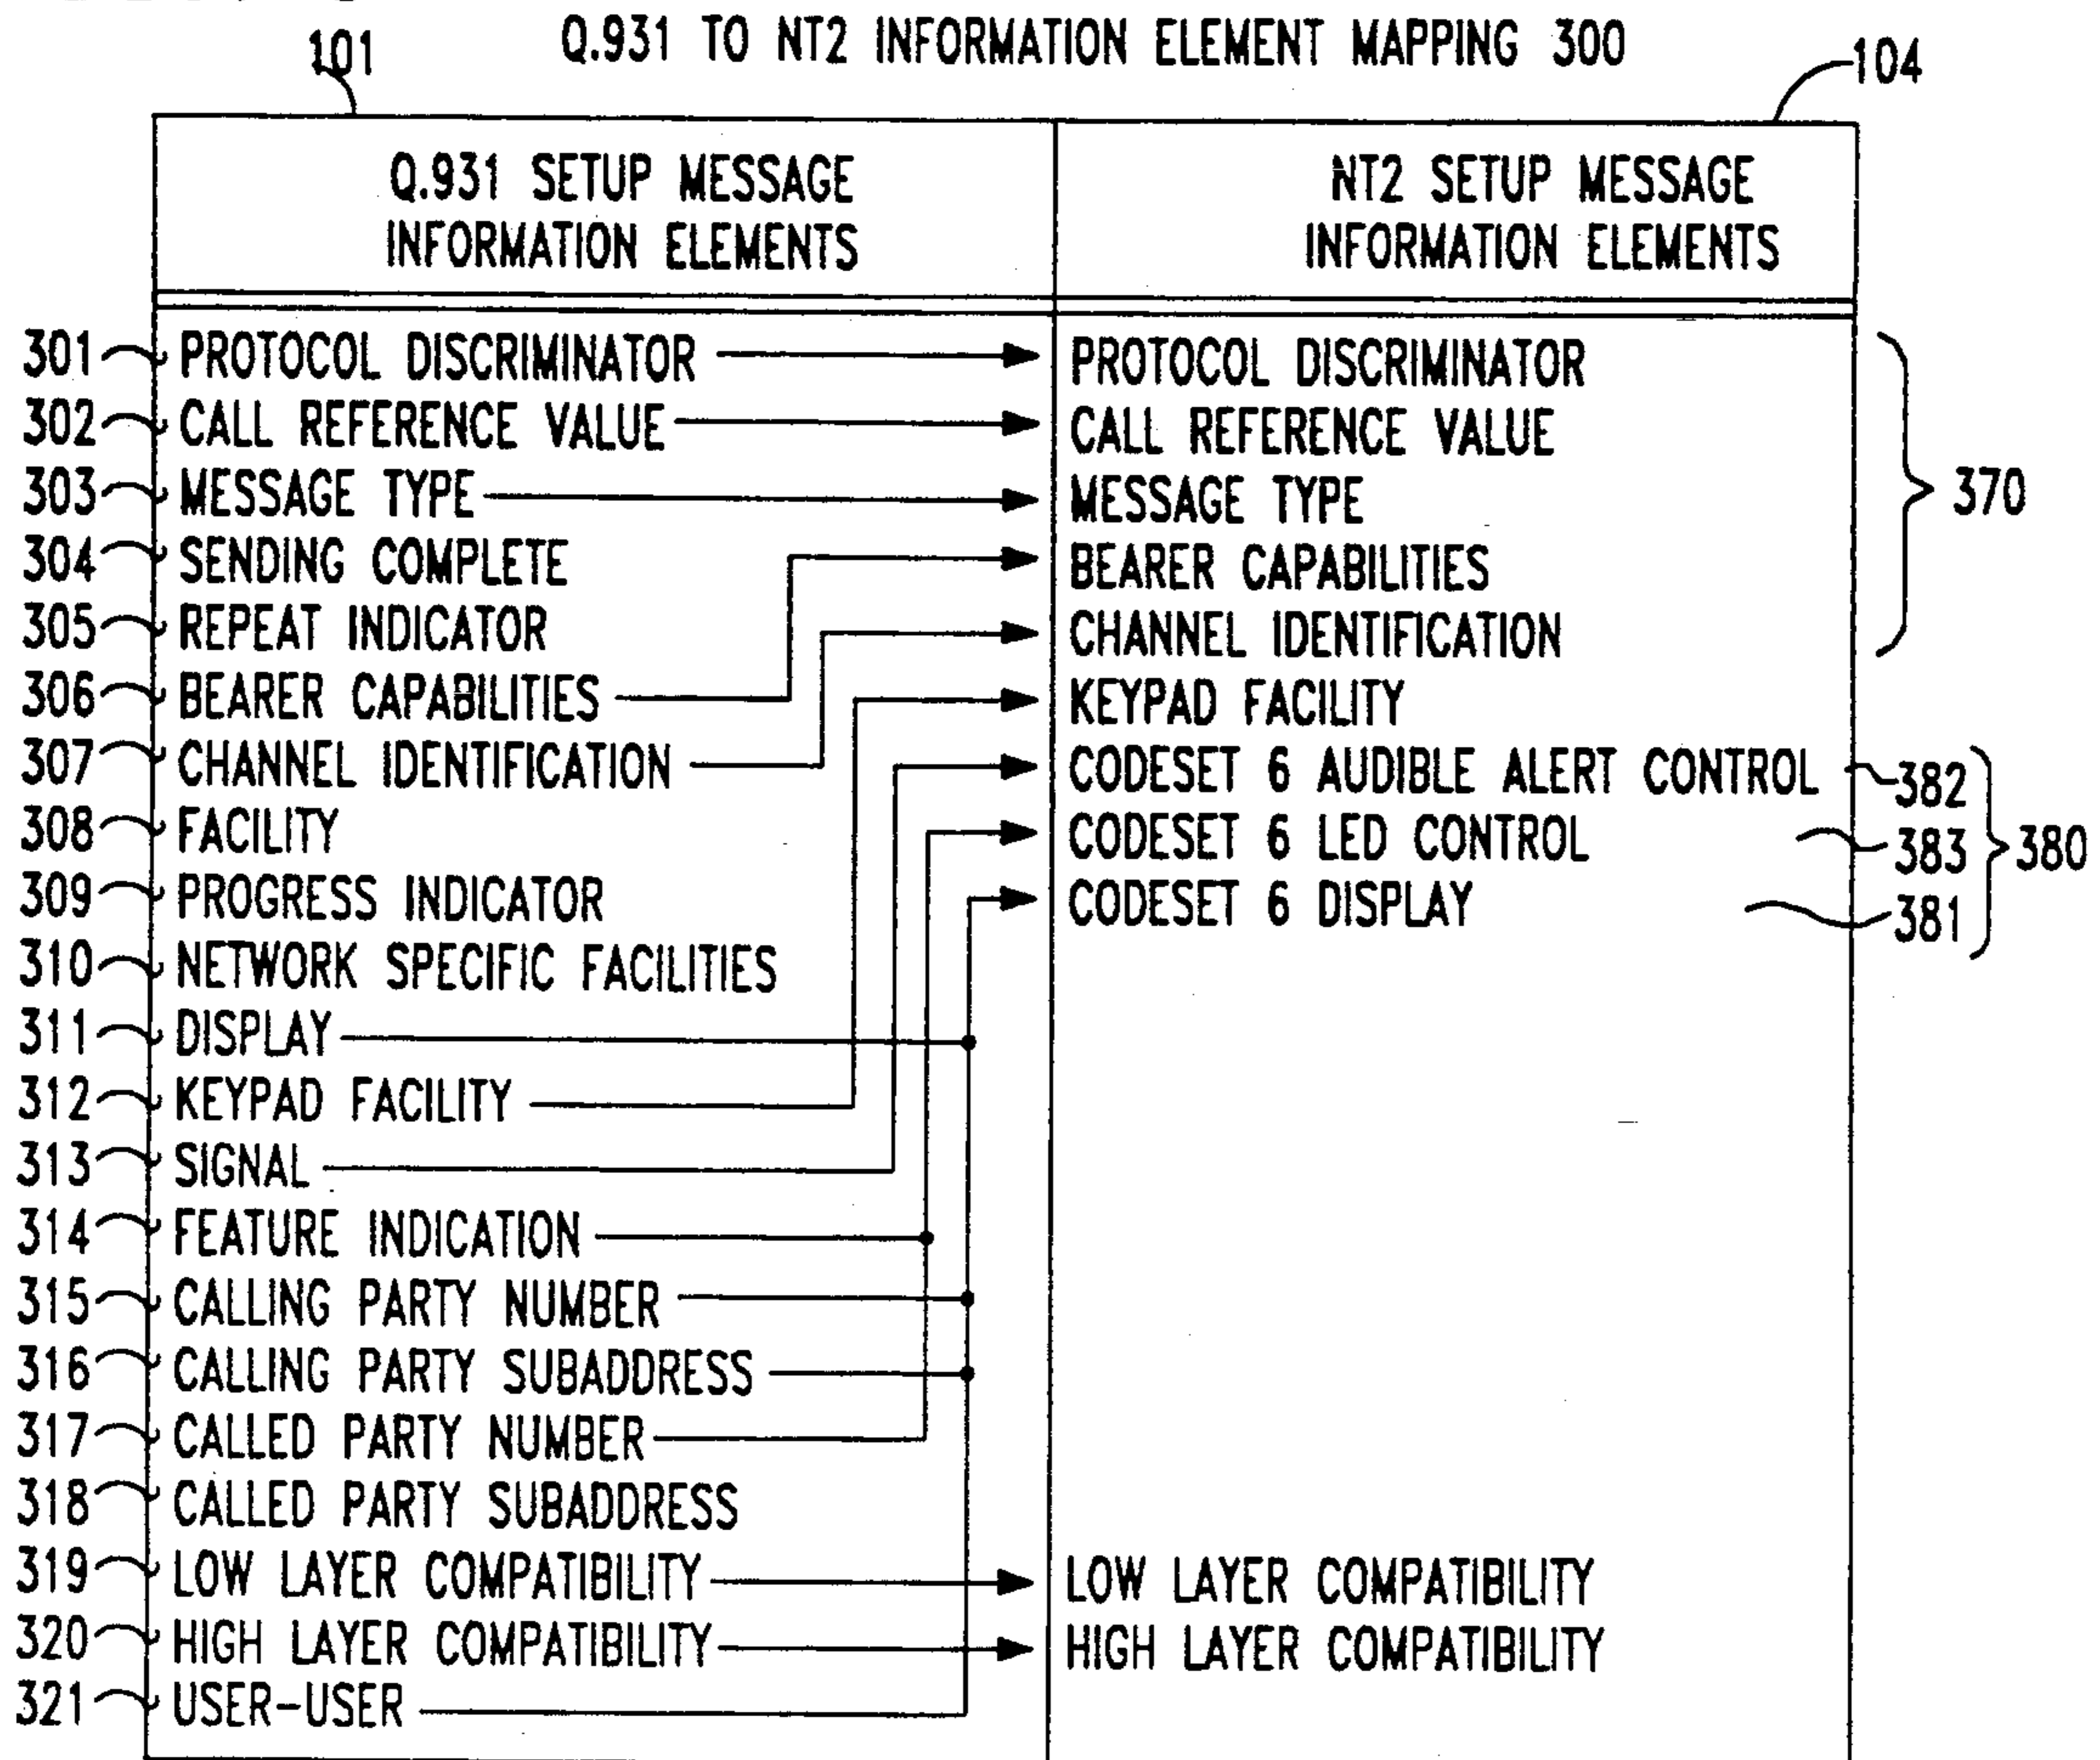 Q.931 TO NT2 INFORMATION ELEMENT MAPPING 300
101
104
Q.931 SETUP MESSAGE
INFORMATION ELEMENTS
NT2 SETUP MESSAGE
INFORMATION ELEMENTS
301 PROTOCOL DISCRIMINATOR PROTOCOL DISCRIMINATOR
302 CALL REFERENCE VALUE CALL REFERENCE VALUE
303 MESSAGE TYPE MESSAGE TYPE 370
304 SENDING COMPLETE BEARER CAPABILITIES
305 REPEAT INDICATOR CHANNEL IDENTIFICATION
306 BEARER CAPABILITIES KEYPAD FACILITY
307 CHANNEL IDENTIFICATION CODESET 6 AUDIBLE ALERT CONTROL 382
308 FACILITY CODESET 6 LED CONTROL 383 380
309 PROGRESS INDICATOR CODESET 6 DISPLAY 381
310 NETWORK SPECIFIC FACILITIES
311 DISPLAY
312 KEYPAD FACILITY
313 SIGNAL
314 FEATURE INDICATION
315 CALLING PARTY NUMBER
316 CALLING PARTY SUBADDRESS
317 CALLED PARTY NUMBER
318 CALLED PARTY SUBADDRESS
319 LOW LAYER COMPATIBILITY LOW LAYER COMPATIBILITY
320 HIGH LAYER COMPATIBILITY HIGH LAYER COMPATIBILITY
321 USER-USER